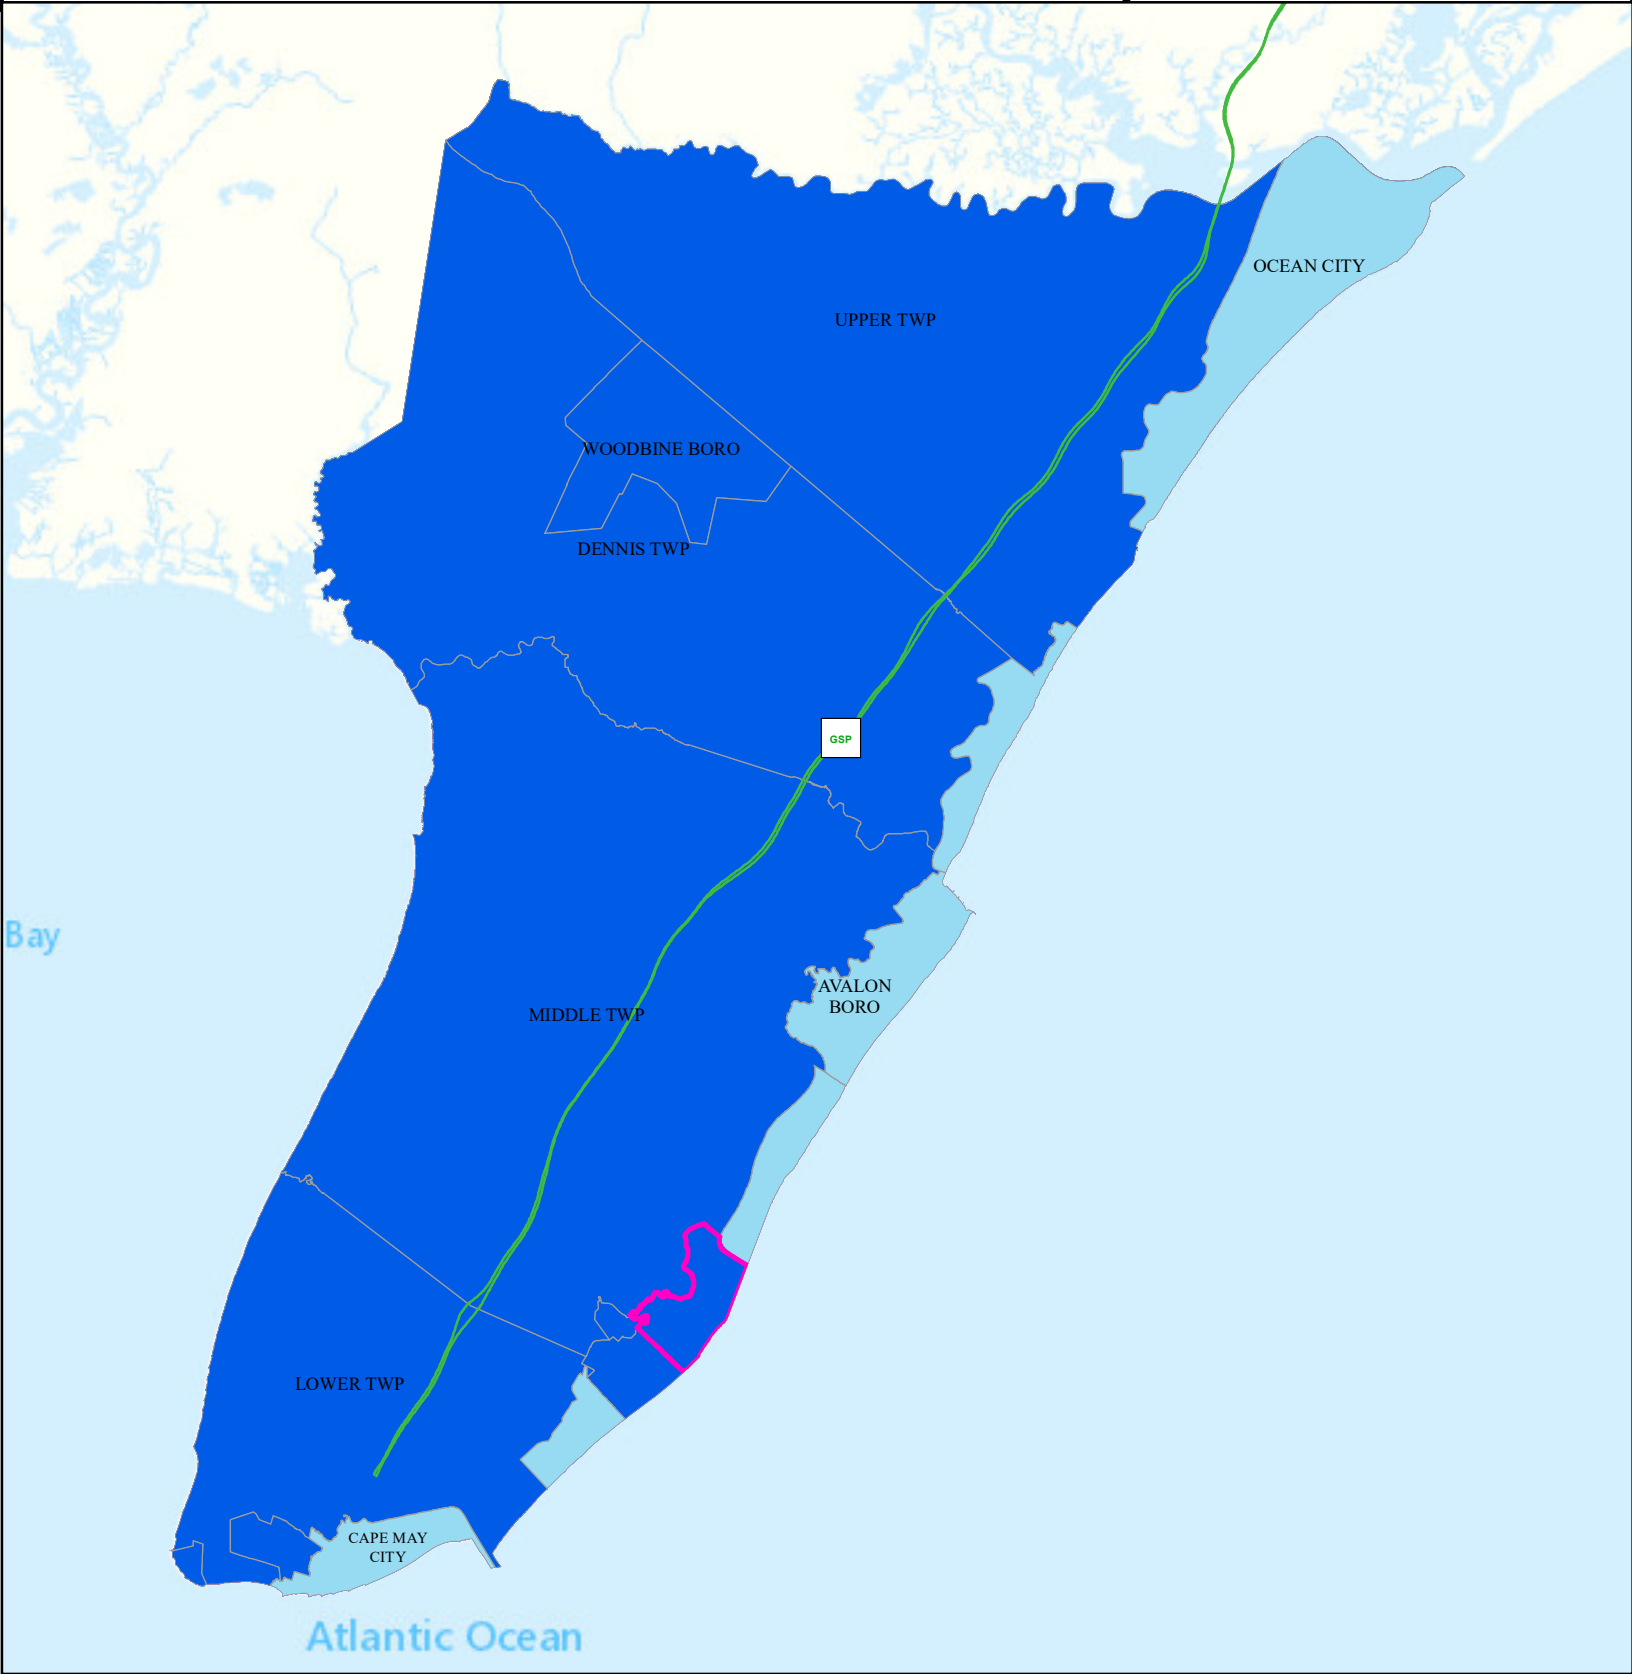 OCEAN CITY
UPPER TWP
WOODBINE BORO
DENNIS TWP
GSP
Bay
AVALON
BORO
MIDDLE TWP
LOWER TWP
CAPE MAY
CITY
Atlantic Ocean